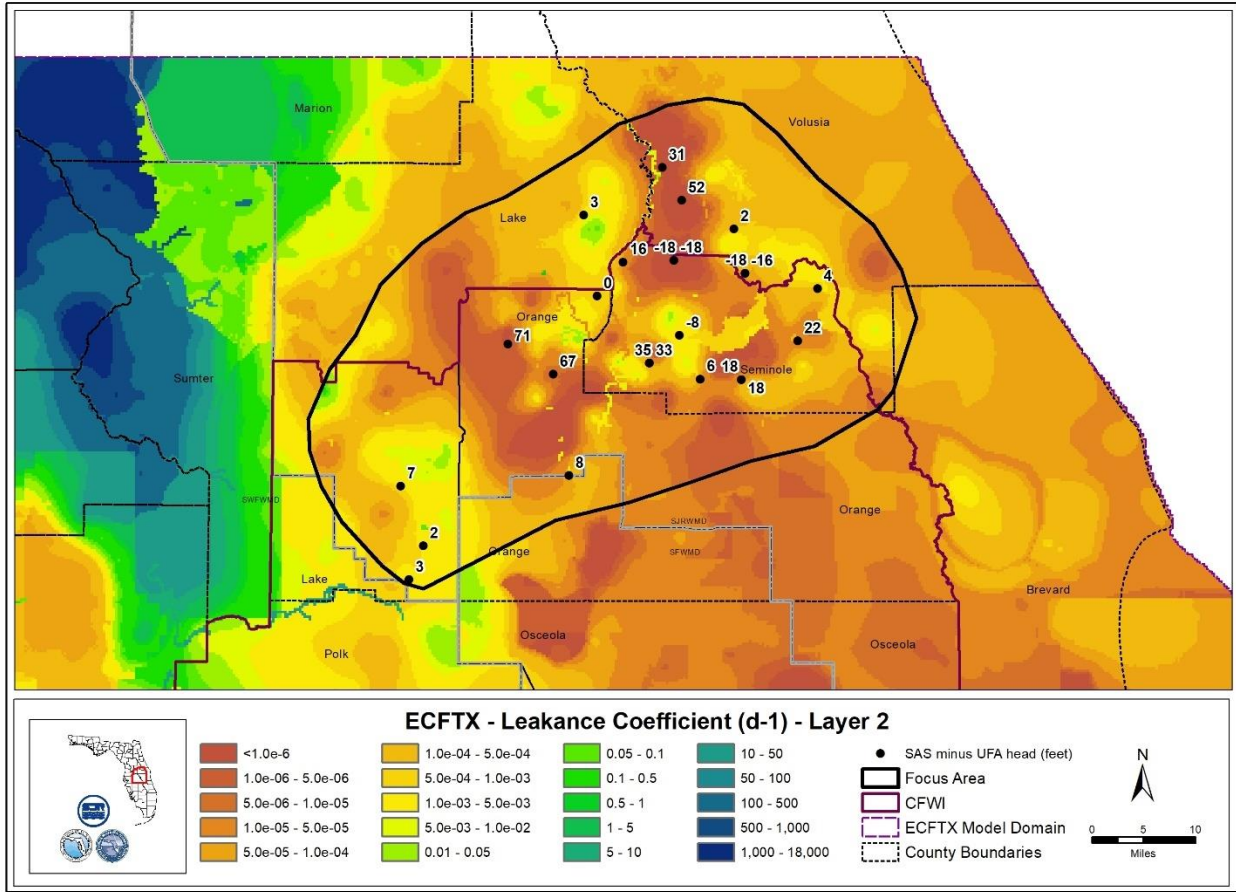 Marion
Volusia
31
52
3
Lake
2
16
-18 -18
-18 -16
4
0
Orange
71
-8
22
67
35 33
6 18
Seminole
18
Sumter
8
7
SWFWMD
Orange
SJRWMD
2
Orange
SFWMD
3
Lake
Brevard
Osceola
Osceola
Polk
ECFTX - Leakance Coefficient (d-1) - Layer 2
<1.0e-6
1.0e-06 - 5.0e-06
5.0e-06 - 1.0e-05
1.0e-05 - 5.0e-05
5.0e-05 - 1.0e-04
1.0e-04 - 5.0e-04
5.0e-04 - 1.0e-03
1.0e-03 - 5.0e-03
5.0e-03 - 1.0e-02
0.01 - 0.05
0.05 - 0.1
0.1 - 0.5
0.5 - 1
1 - 5
5 - 10
10 - 50
50 - 100
100 - 500
500 - 1,000
1,000 - 18,000
SAS minus UFA head (feet)
Focus Area
CFWI
ECFTX Model Domain
County Boundaries
N
0 5 10
Miles